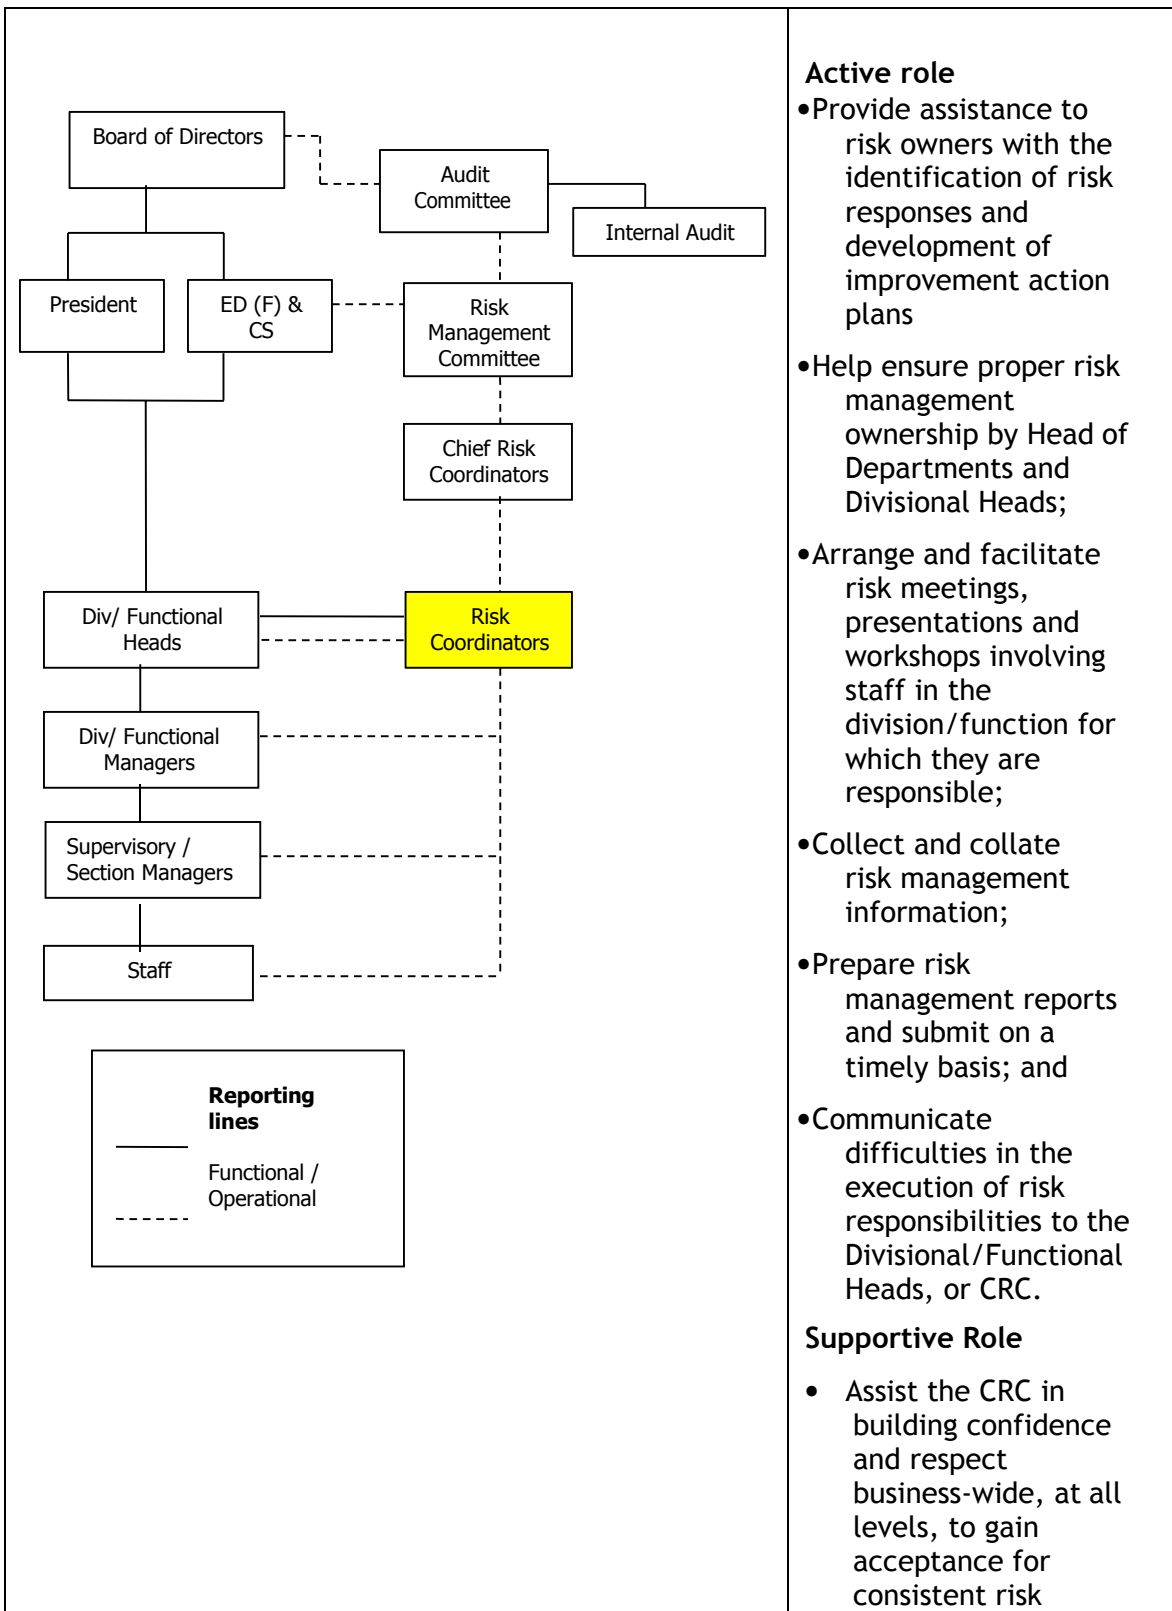 Board of Directors
Audit
Committee
Internal Audit
President
ED (F) &
CS
Risk
Management
Committee
Chief Risk
Coordinators
Div/ Functional
Heads
Risk
Coordinators
Div/ Functional
Managers
Supervisory /
Section Managers
Staff
Reporting
lines
Functional /
Operational
Active role
•Provide assistance to
risk owners with the
identification of risk
responses and
development of
improvement action
plans
•Help ensure proper risk
management
ownership by Head of
Departments and
Divisional Heads;
•Arrange and facilitate
risk meetings,
presentations and
workshops involving
staff in the
division/function for
which they are
responsible;
•Collect and collate
risk management
information;
•Prepare risk
management reports
and submit on a
timely basis; and
•Communicate
difficulties in the
execution of risk
responsibilities to the
Divisional/Functional
Heads, or CRC.
Supportive Role
• Assist the CRC in
building confidence
and respect
business-wide, at all
levels, to gain
acceptance for
consistent risk